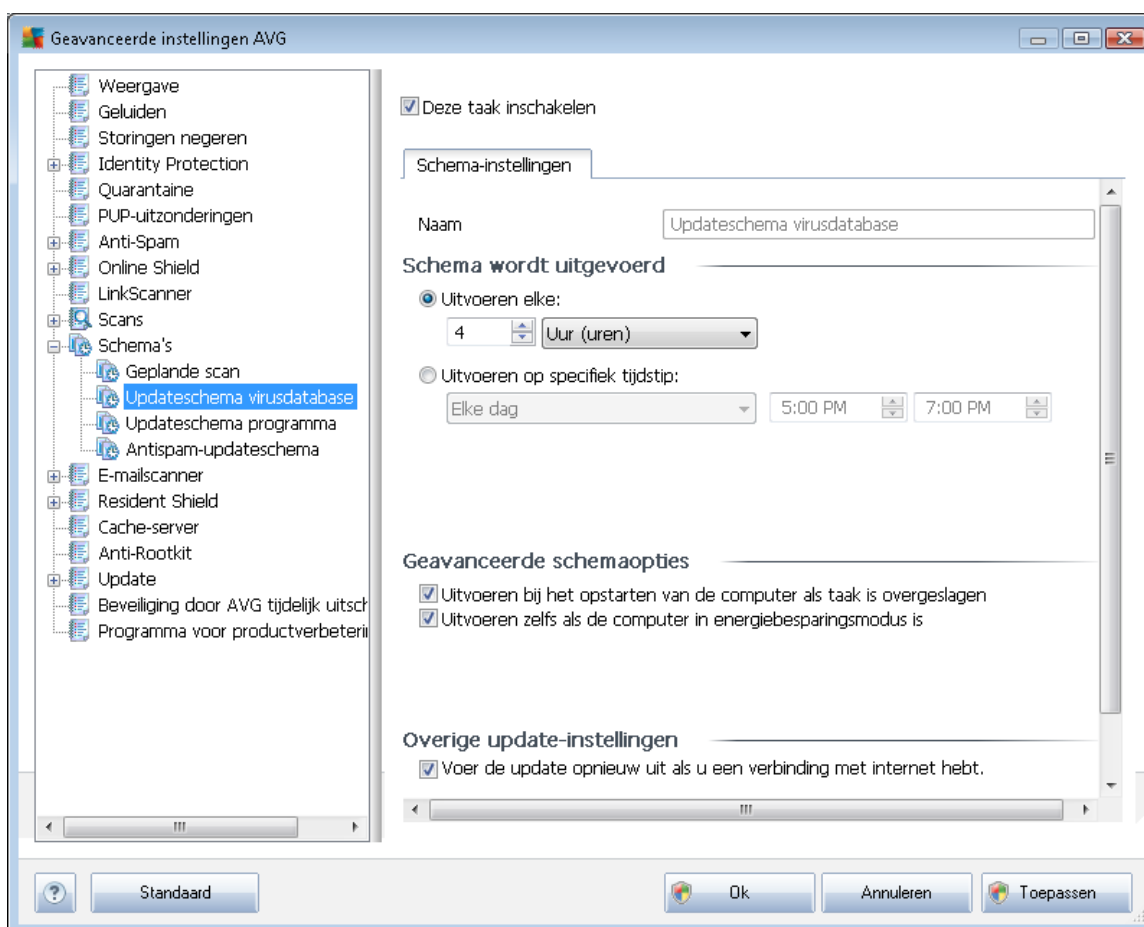 Geavanceerde instellingen AVG
Weergave
Geluiden
Storingen negeren
Identity Protection
Quarantaine
PUP-uitzonderingen
Anti-Spam
Online Shield
LinkScanner
Scans
Schema's
Geplande scan
Updateschema virusdatabase
Updateschema programma
Antispam-updateschema
E-mailscanner
Resident Shield
Cache-server
Anti-Rootkit
Update
Beveiliging door AVG tijdelijk uitsch
Programma voor productverbeterin
Deze taak inschakelen
Schema-instellingen
Naam Updateschema virusdatabase
Schema wordt uitgevoerd
Uitvoeren elke:
4 Uur (uren)
Uitvoeren op specifiek tijdstip:
Elke dag 5:00 PM 7:00 PM
Geavanceerde schemaopties
Uitvoeren bij het opstarten van de computer als taak is overgeslagen
Uitvoeren zelfs als de computer in energiebesparingsmodus is
Overige update-instellingen
Voer de update opnieuw uit als u een verbinding met internet hebt.
? Standaard Ok Annuleren Toepassen